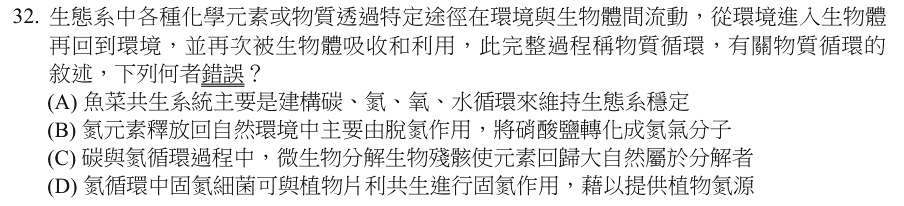 32. 生態系中各種化學元素或物質透過特定途徑在環境與生物體間流動，從環境進入生物體
再回到環境，並再次被生物體吸收和利用，此完整過程稱物質循環，有關物質循環的
敘述，下列何者錯誤？
(A) 魚菜共生系統主要是建構碳、氮、氧、水循環來維持生態系穩定
(B) 氮元素釋放回自然環境中主要由脫氮作用，將硝酸鹽轉化成氮氣分子
(C) 碳與氮循環過程中，微生物分解生物殘骸使元素回歸大自然屬於分解者
(D) 氮循環中固氮細菌可與植物片利共生進行固氮作用，藉以提供植物氮源